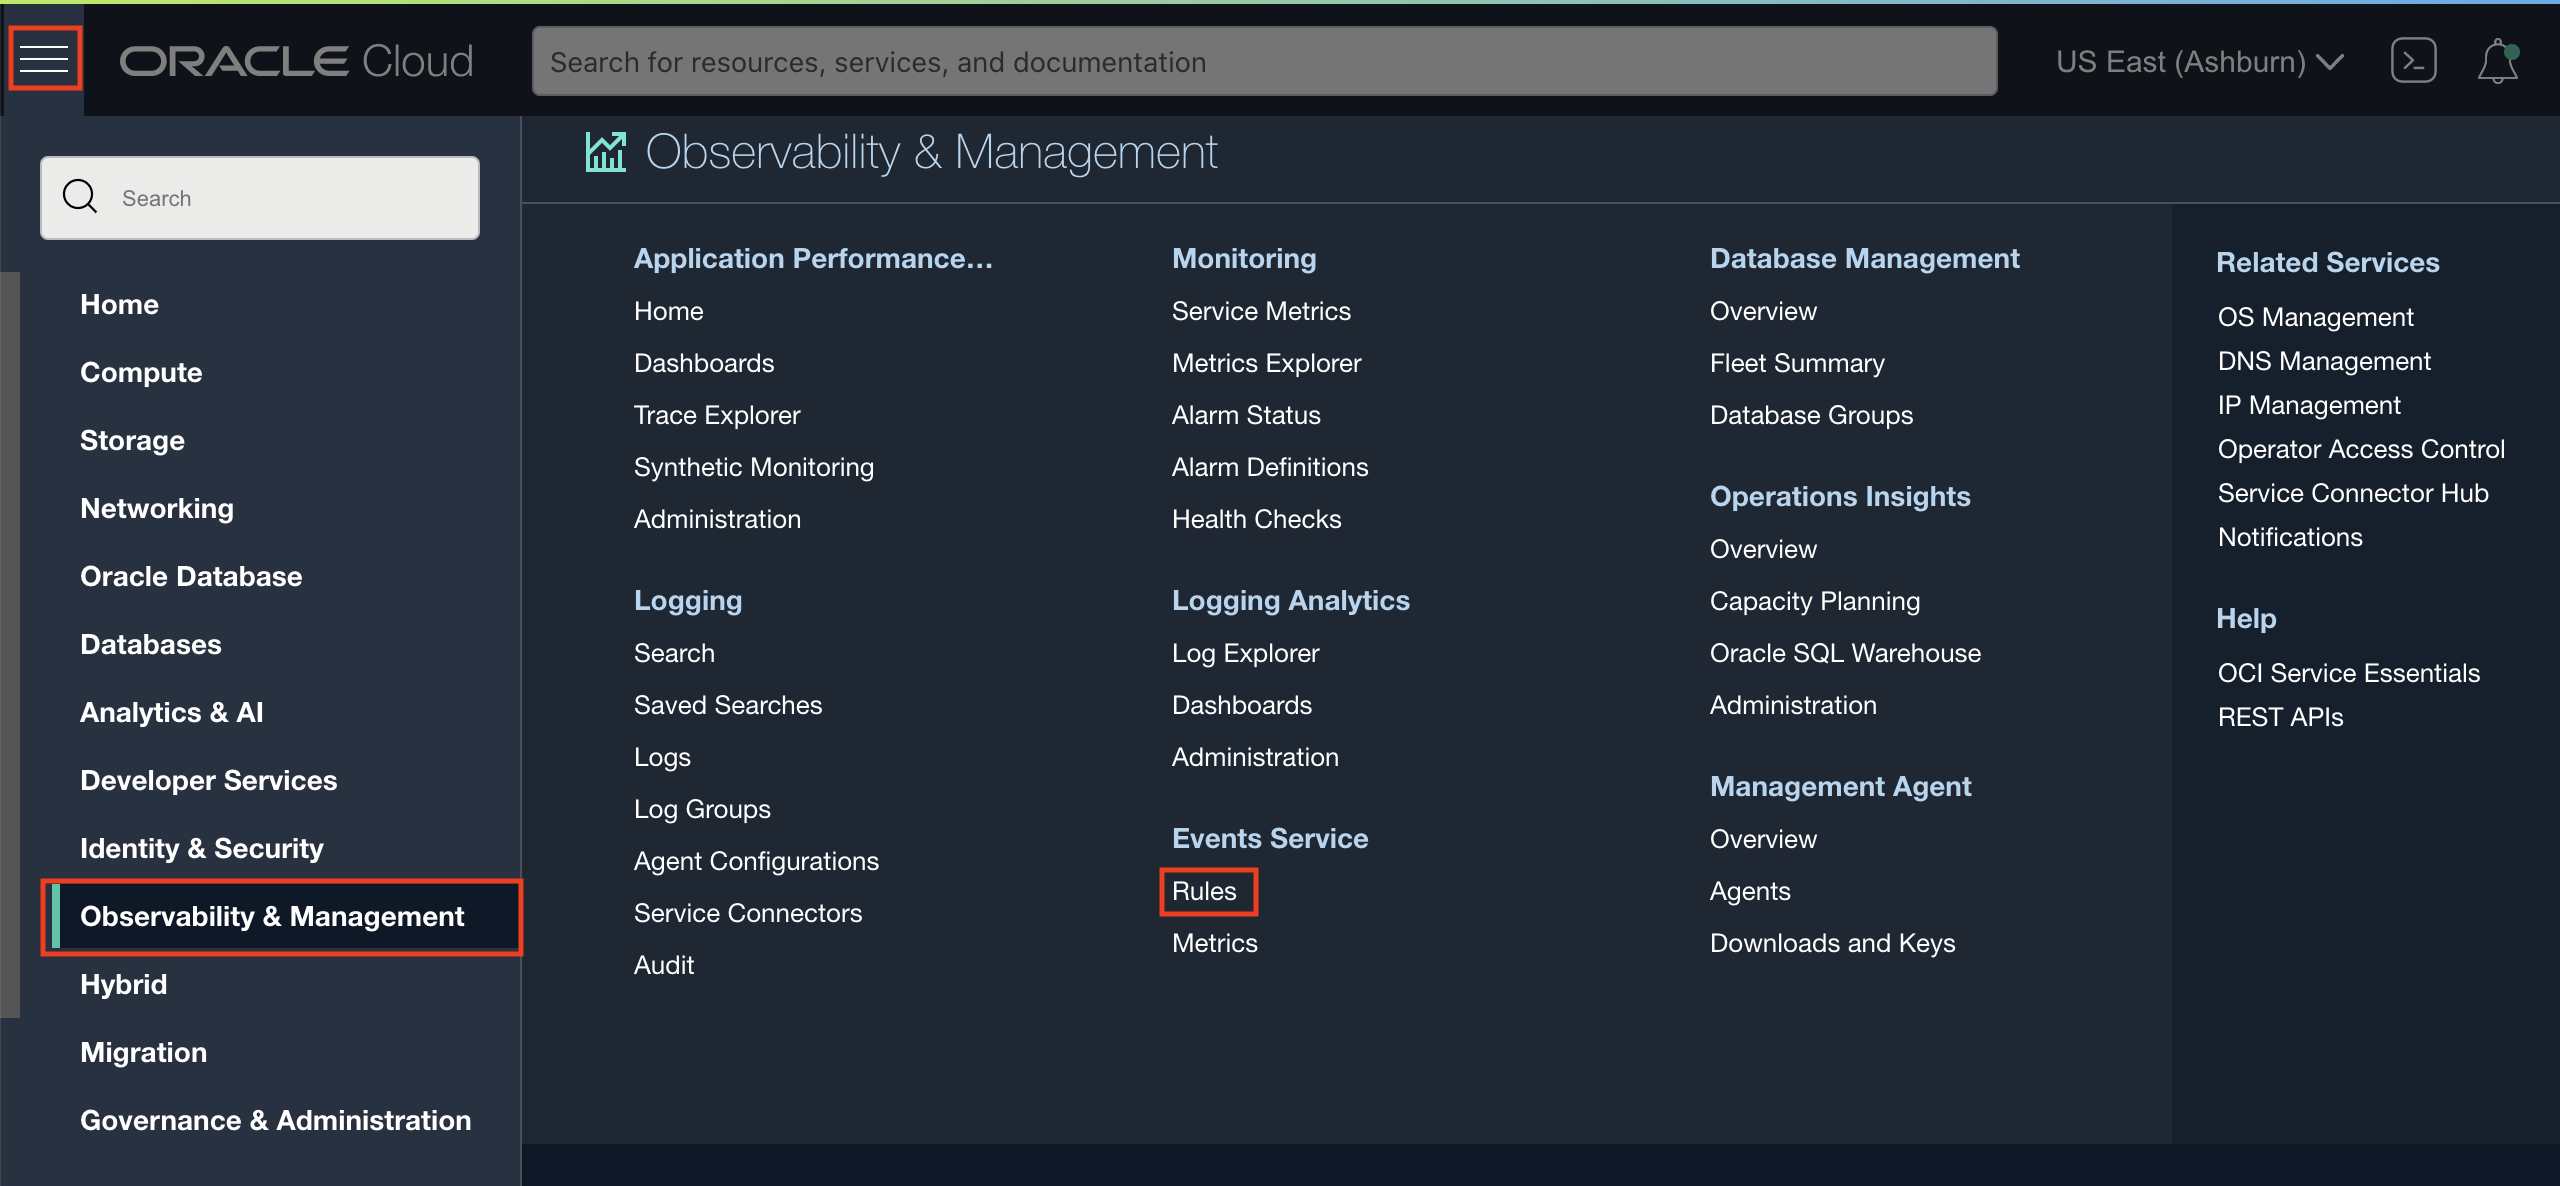 ORACLE Cloud
Search for resources, services, and documentation
US East (Ashburn)
Search
Home
Compute
Storage
Networking
Oracle Database
Databases
Analytics & AI
Developer Services
Identity & Security
Observability & Management
Hybrid
Migration
Governance & Administration
Observability & Management
Application Performance...
Home
Dashboards
Trace Explorer
Synthetic Monitoring
Administration
Logging
Search
Saved Searches
Logs
Log Groups
Agent Configurations
Service Connectors
Audit
Monitoring
Service Metrics
Metrics Explorer
Alarm Status
Alarm Definitions
Health Checks
Logging Analytics
Log Explorer
Dashboards
Administration
Events Service
Rules
Metrics
Database Management
Overview
Fleet Summary
Database Groups
Operations Insights
Overview
Capacity Planning
Oracle SQL Warehouse
Administration
Management Agent
Overview
Agents
Downloads and Keys
Related Services
OS Management
DNS Management
IP Management
Operator Access Control
Service Connector Hub
Notifications
Help
OCI Service Essentials
REST APIs